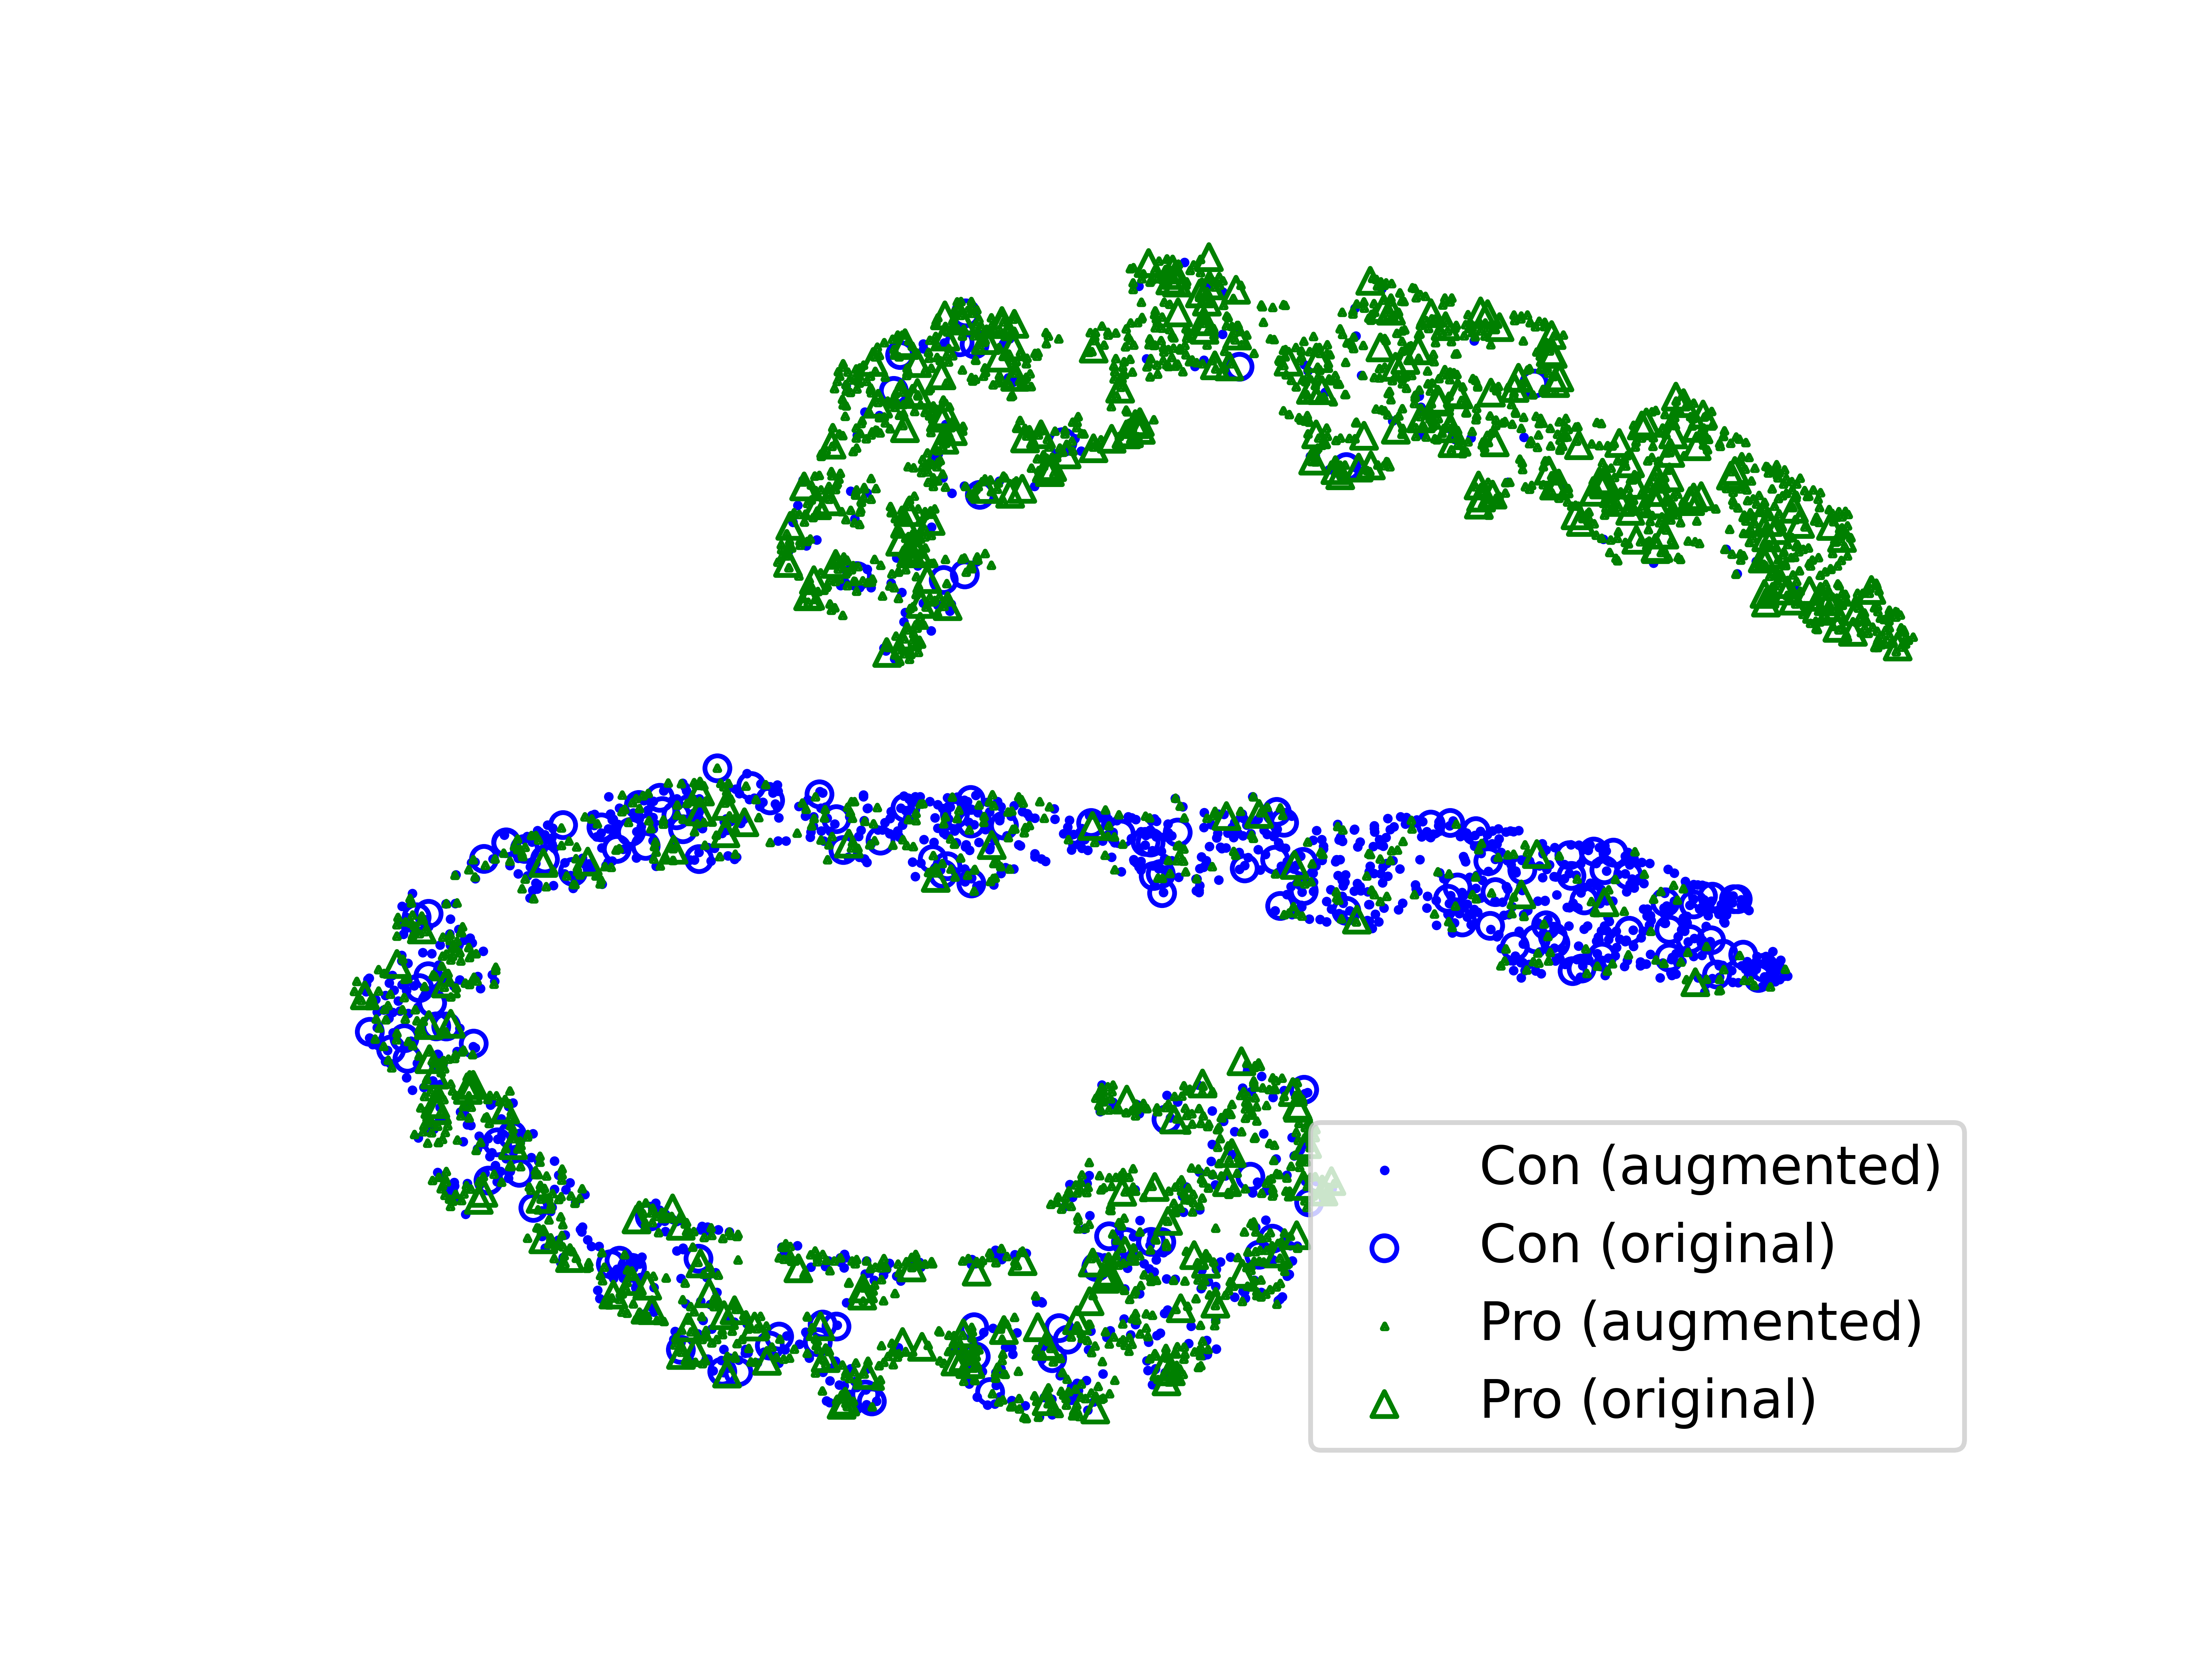 Con (augmented)
Con (original)
Pro (augmented)
Pro (original)